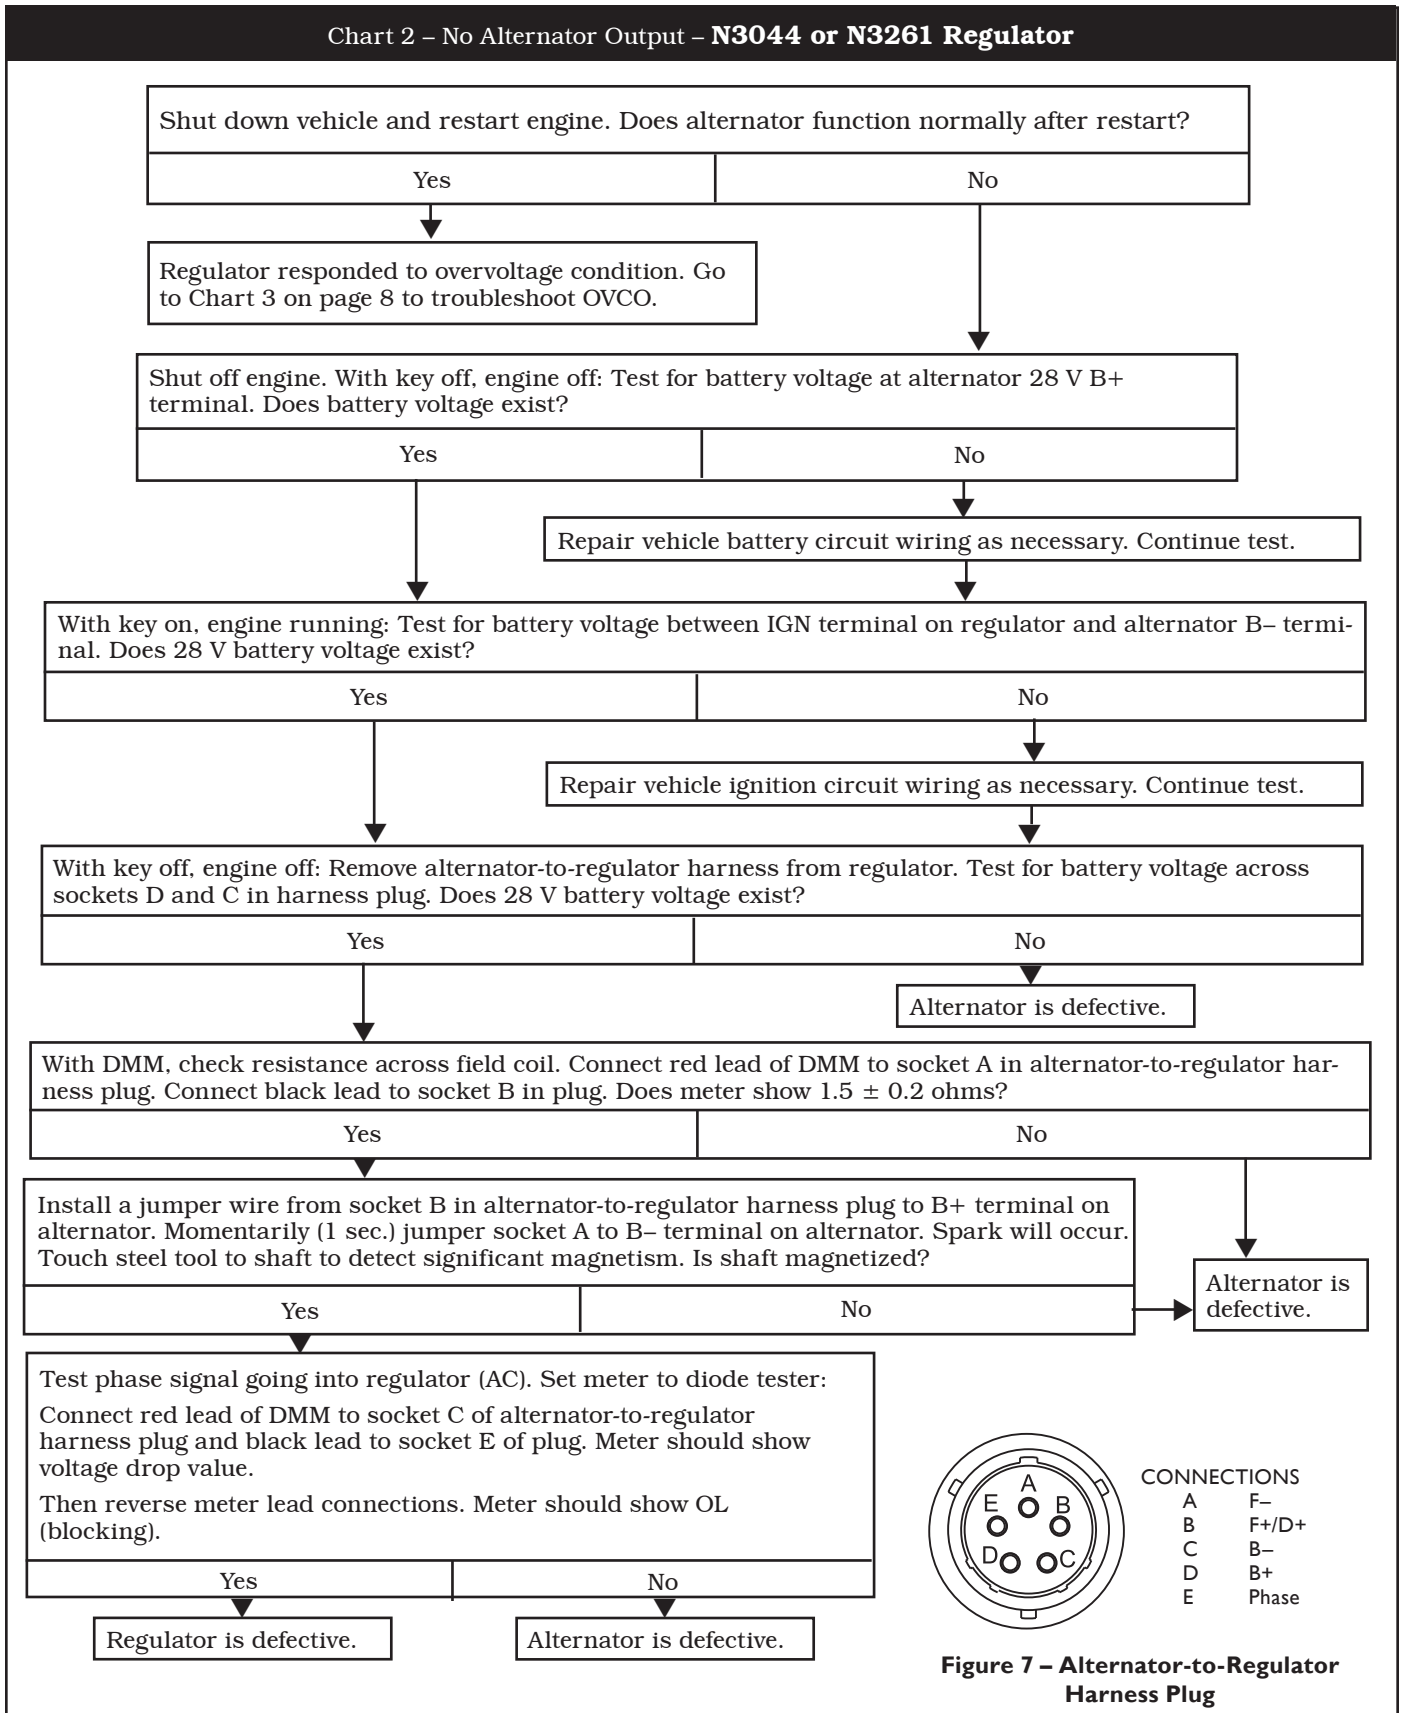 Chart 2 – No Alternator Output – N3044 or N3261 Regulator
Shut down vehicle and restart engine. Does alternator function normally after restart?
Yes
No
Regulator responded to overvoltage condition. Go
to Chart 3 on page 8 to troubleshoot OVCO.
Shut off engine. With key off, engine off: Test for battery voltage at alternator 28 V B+
terminal. Does battery voltage exist?
Yes
No
Repair vehicle battery circuit wiring as necessary. Continue test.
With key on, engine running: Test for battery voltage between IGN terminal on regulator and alternator B– termi-
nal. Does 28 V battery voltage exist?
Yes
No
Repair vehicle ignition circuit wiring as necessary. Continue test.
With key off, engine off: Remove alternator-to-regulator harness from regulator. Test for battery voltage across
sockets D and C in harness plug. Does 28 V battery voltage exist?
Yes
No
Alternator is defective.
With DMM, check resistance across field coil. Connect red lead of DMM to socket A in alternator-to-regulator har-
ness plug. Connect black lead to socket B in plug. Does meter show 1.5 ± 0.2 ohms?
Yes
No
Install a jumper wire from socket B in alternator-to-regulator harness plug to B+ terminal on
alternator. Momentarily (1 sec.) jumper socket A to B– terminal on alternator. Spark will occur.
Touch steel tool to shaft to detect significant magnetism. Is shaft magnetized?
Yes
No
Alternator is
defective.
Test phase signal going into regulator (AC). Set meter to diode tester:
Connect red lead of DMM to socket C of alternator-to-regulator
harness plug and black lead to socket E of plug. Meter should show
voltage drop value.
Then reverse meter lead connections. Meter should show OL
(blocking).
Yes
No
Regulator is defective.
Alternator is defective.
A
E
B
D
C
CONNECTIONS
A F–
B F+/D+
C B–
D B+
E Phase
Figure 7 – Alternator-to-Regulator
Harness Plug